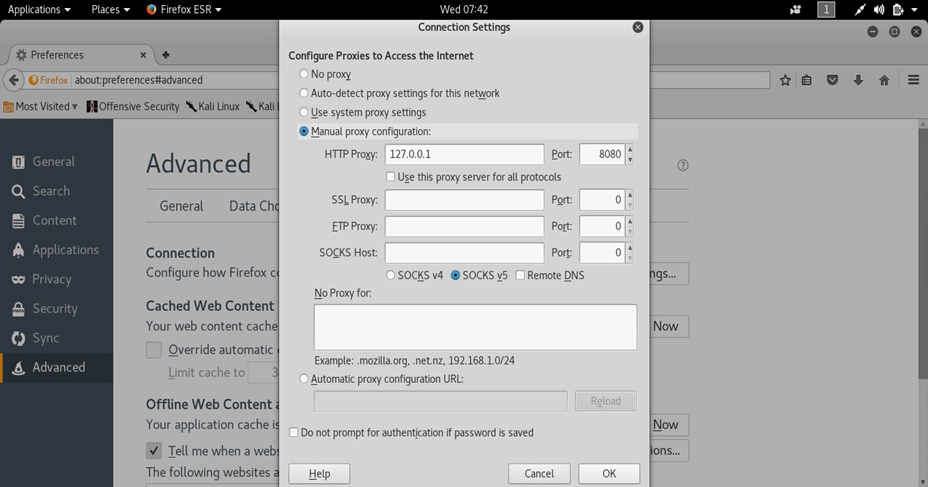 Applications ▾ Places ▾ Firefox ESR ▾ Wed 07:42 1
Connection Settings
Preferences
Configure Proxies to Access the Internet
No proxy
Firefox about:preferences#advanced
Auto-detect proxy settings for this network
Most Visited ▾ Offensive Security Kali Linux Kali
Use system proxy settings
Manual proxy configuration:
HTTP Proxy: 127.0.0.1 Port: 8080
Use this proxy server for all protocols
SSL Proxy: Port: 0
FTP Proxy: Port: 0
SOCKS Host: Port: 0
SOCKS v4 SOCKS v5 Remote DNS
No Proxy for:
Example: .mozilla.org, .net.nz, 192.168.1.0/24
Automatic proxy configuration URL:
Reload
Do not prompt for authentication if password is saved
Help Cancel OK
General
Search
Content
Applications
Privacy
Security
Sync
Advanced
Advanced
General Data Cho
Connection
Configure how Firefox co ngs...
Cached Web Content
Your web content cache Now
Override automatic
Limit cache to 3
Offline Web Content a
Your application cache is Now
Tell me when a webs ions...
The following websites a